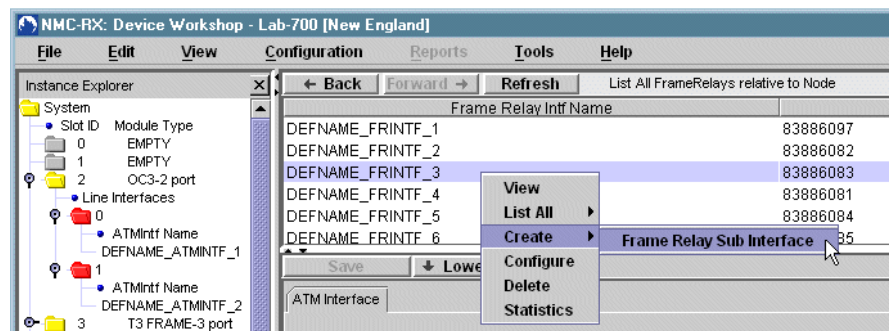 NMC-RX: Device Workshop - Lab-700 [New England]
File Edit View Configuration Reports Tools Help
Instance Explorer
← Back Forward → Refresh List All FrameRelays relative to Node
System
Slot ID Module Type
0 EMPTY
1 EMPTY
2 OC3-2 port
Line Interfaces
0
ATMIntf Name
DEFNAME_ATMINTF_1
1
ATMIntf Name
DEFNAME_ATMINTF_2
3 T3 FRAME-3 port
Frame Relay Intf Name
DEFNAME_FRINTF_1 83886097
DEFNAME_FRINTF_2 83886082
DEFNAME_FRINTF_3 83886083
DEFNAME_FRINTF_4 83886081
DEFNAME_FRINTF_5 83886084
DEFNAME_FRINTF_6
View
List All
Create
Configure
Delete
Statistics
Frame Relay Sub Interface
Save
ATM Interface